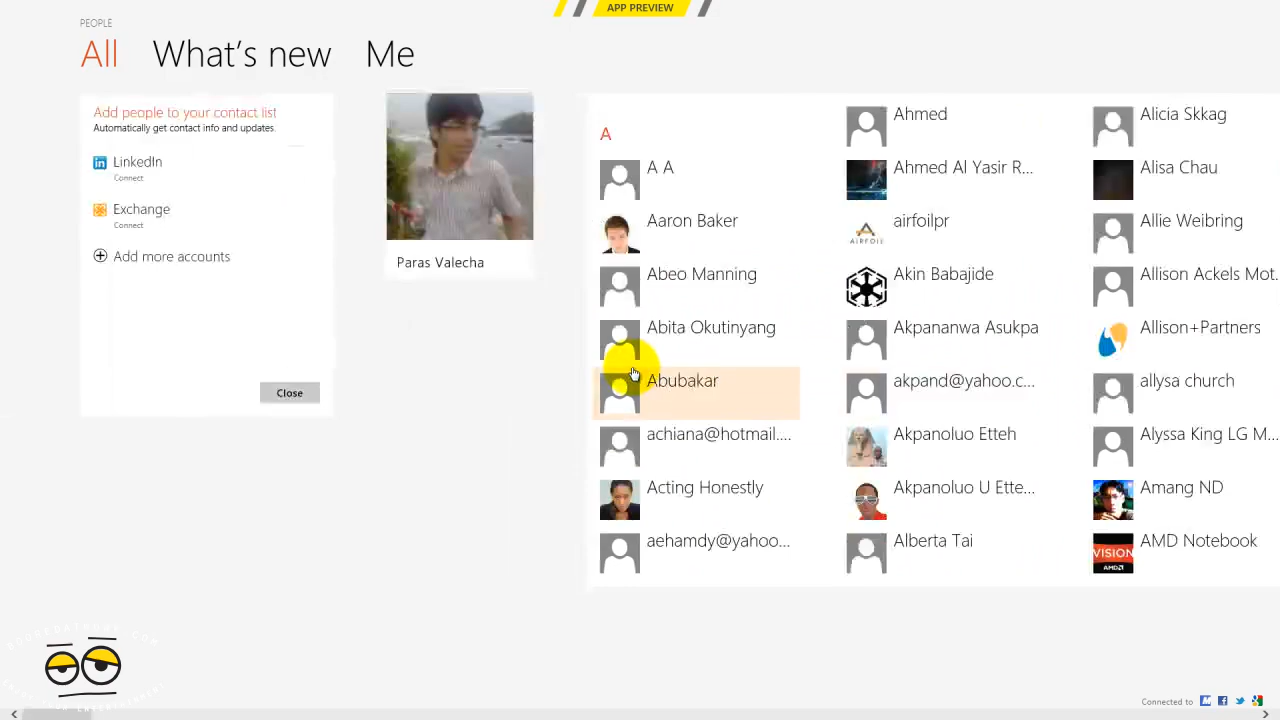 APP PREVIEW
PEOPLE
All What's new Me
Add people to your contact list
Automatically get contact info and updates.
LinkedIn
Connect
Exchange
Connect
Add more accounts
Close
Paras Valecha
A
A A
Aaron Baker
Abeo Manning
Abita Okutinyang
Abubakar
achiana@hotmail....
Acting Honestly
aehamdy@yahoo...
Ahmed
Ahmed Al Yasir R...
airfoilpr
AIRFOIL
Akin Babajide
Akpananwa Asukpa
akpand@yahoo.c...
Akpanoluo Etteh
Akpanoluo U Ette...
Alberta Tai
Alicia Skkag
Alisa Chau
Allie Weibring
Allison Ackels Mot.
Allison+Partners
allysa church
Alyssa King LG M...
Amang ND
AMD Notebook
VISION
AMD
Connected to